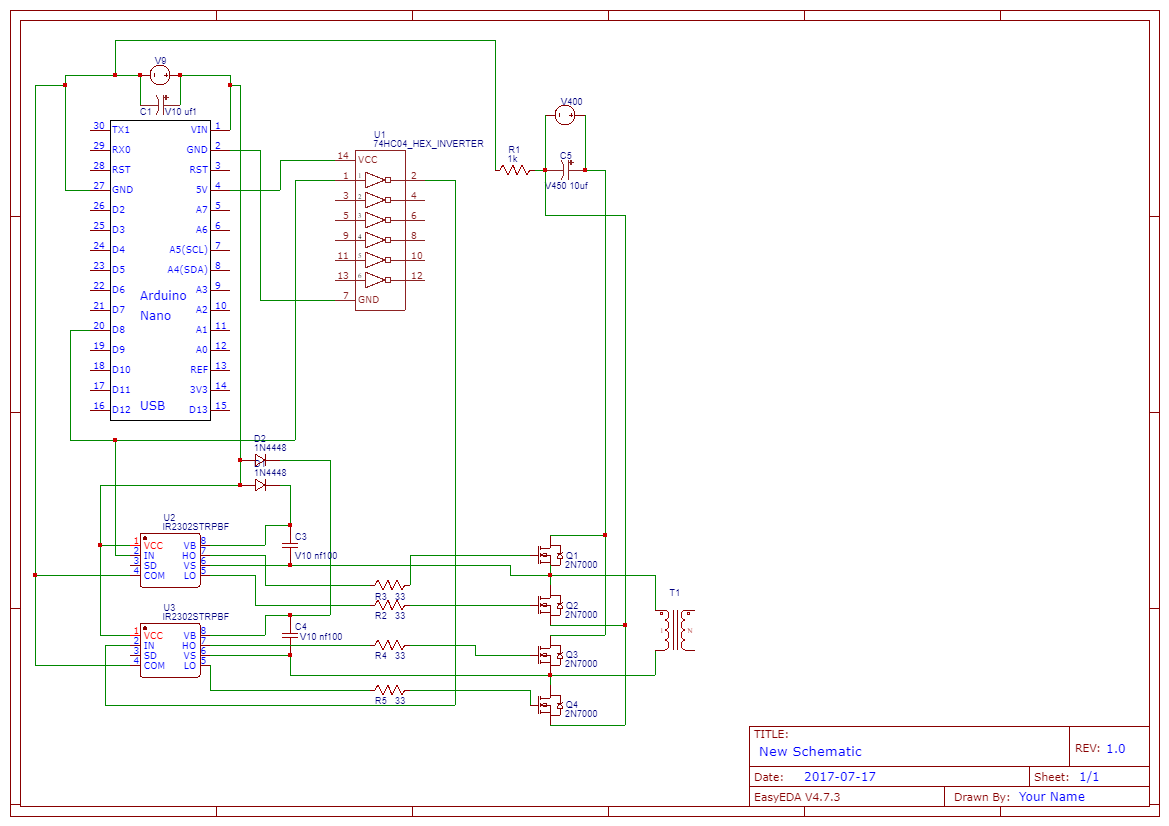 V9
C1 V10 uf1
30 TX1 VIN 1
29 RX0 GND 2
28 RST RST 3
27 GND 5V 4
26 D2 A7 5
25 D3 A6 6
24 D4 A5(SCL) 7
23 D5 A4(SDA) 8
22 D6 A3 9
21 D7 A2 10
20 D8 A1 11
19 D9 A0 12
18 D10 REF 13
17 D11 3V3 14
16 D12 D13 15
Arduino
Nano
USB
U1
74HC04_HEX_INVERTER
14 VCC
1 1 2
3 2 4
5 3 6
9 4 8
11 5 10
13 6 12
7 GND
R1
1k
V400
C5
V450 10uf
D2
1N4448
1N4448
U2
IR2302STRPBF
1 VCC VB 8
2 IN HO 7
3 SD VS 6
4 COM LO 5
C3
V10 nf100
U3
IR2302STRPBF
1 VCC VB 8
2 IN HO 7
3 SD VS 6
4 COM LO 5
C4
V10 nf100
R3 33
R2 33
R4 33
R5 33
Q1
2N7000
Q2
2N7000
Q3
2N7000
Q4
2N7000
T1
1 N
TITLE:
New Schematic
REV: 1.0
Date: 2017-07-17
Sheet: 1/1
EasyEDA V4.7.3
Drawn By: Your Name